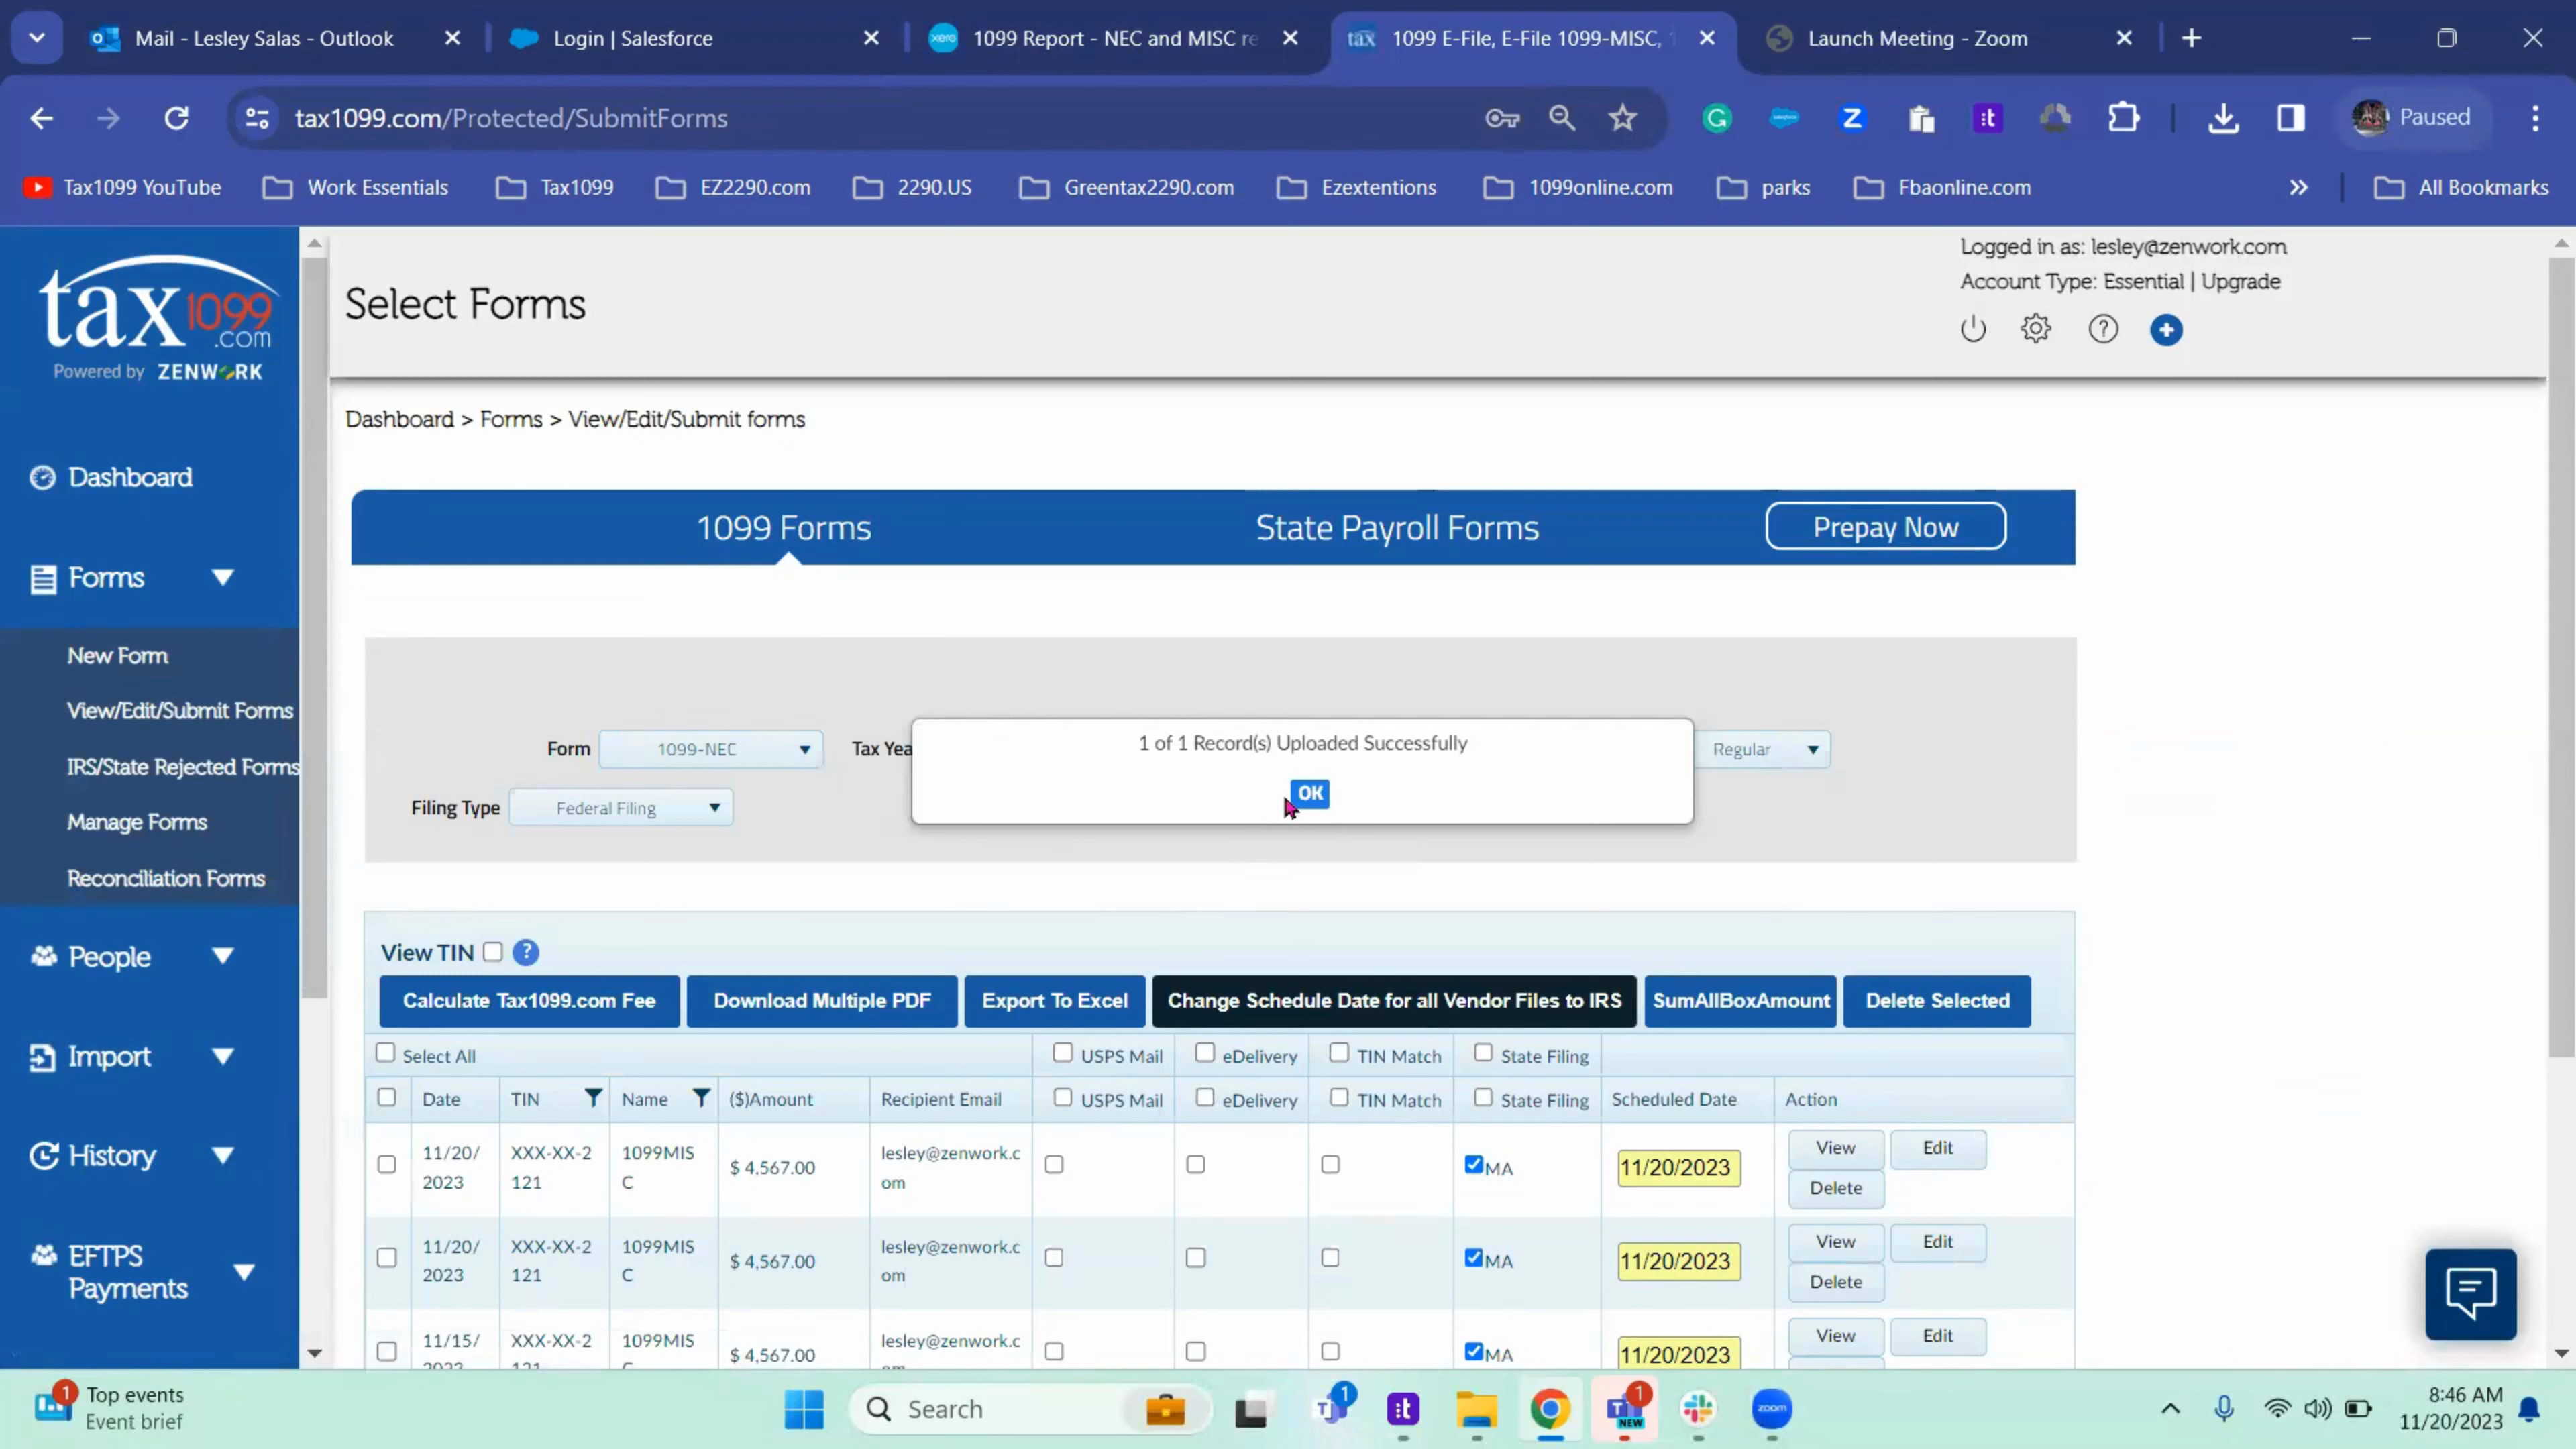 Mail - Lesley Salas - Outlook
Login | Salesforce
xero
1099 Report - NEC and MISC re
tax
1099 E-File, E-File 1099-MISC,
Launch Meeting - Zoom
tax1099.com/Protected/SubmitForms
Paused
Tax1099 YouTube
Work Essentials
Tax1099
EZ2290.com
2290.US
Greentax2290.com
Ezextentions
1099online.com
parks
Fbaonline.com
All Bookmarks
tax1099.com
Powered by ZENWORK
Select Forms
Logged in as: lesley@zenwork.com
Account Type: Essential | Upgrade
Dashboard > Forms > View/Edit/Submit forms
Dashboard
Forms
New Form
View/Edit/Submit Forms
IRS/State Rejected Forms
Manage Forms
Reconciliation Forms
People
Import
History
EFTPS
Payments
1099 Forms
State Payroll Forms
Prepay Now
Form
1099-NEC
Tax Yea
Regular
1 of 1 Record(s) Uploaded Successfully
OK
Filing Type
Federal Filing
View TIN
?
Calculate Tax1099.com Fee
Download Multiple PDF
Export To Excel
Change Schedule Date for all Vendor Files to IRS
SumAllBoxAmount
Delete Selected
Select All
USPS Mail
eDelivery
TIN Match
State Filing
Date
TIN
Name
($)Amount
Recipient Email
USPS Mail
eDelivery
TIN Match
State Filing
Scheduled Date
Action
11/20/
2023
XXX-XX-2
121
1099MIS
C
$ 4,567.00
lesley@zenwork.c
om
MA
11/20/2023
View
Edit
Delete
11/20/
2023
XXX-XX-2
121
1099MIS
C
$ 4,567.00
lesley@zenwork.c
om
MA
11/20/2023
View
Edit
Delete
11/15/
XXX-XX-2
1099MIS
$ 4,567.00
lesley@zenwork.c
MA
11/20/2023
View
Edit
1
Top events
Event brief
Search
1
1
NEW
zoom
8:46 AM
11/20/2023